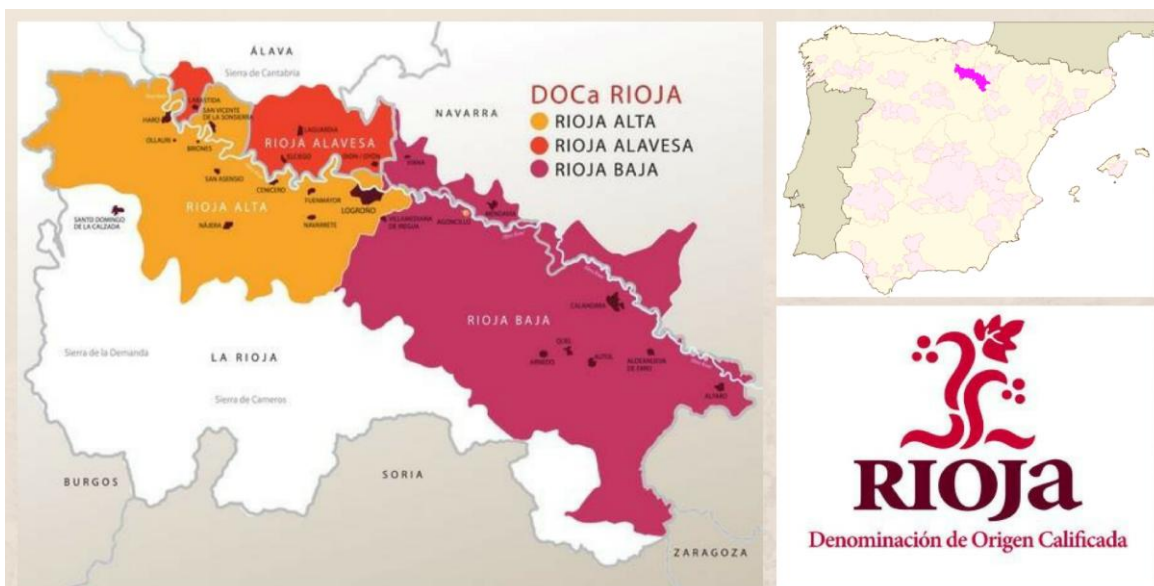 ÁLAVA
Sierra de Cantabria
NAVARRA
DOCa RIOJA
RIOJA ALTA
RIOJA ALAVESA
RIOJA BAJA
LABASTIDA
SAN VICENTE
DE LA SONSIERRA
HARO
OLLAURI
BRIONES
LAGUARDIA
RIOJA ALAVESA
ELCIEGO
OION / OYÓN
VIANA
SAN ASENSIO
CENICERO
FUENMAYOR
LOGROÑO
RIOJA ALTA
SANTO DOMINGO
DE LA CALZADA
NÁJERA
NAVARRETE
VILLAMEDIANA
DE IREGUA
AGONCILLO
MENDAVIA
CALAHORRA
RIOJA BAJA
QUEL
ARNEDO
AUTOL
ALDEANUEVA
DE EBRO
ALFARO
Sierra de la Demanda
LA RIOJA
Sierra de Cameros
BURGOS
SORIA
ZARAGOZA
RIOJa
Denominación de Origen Calificada